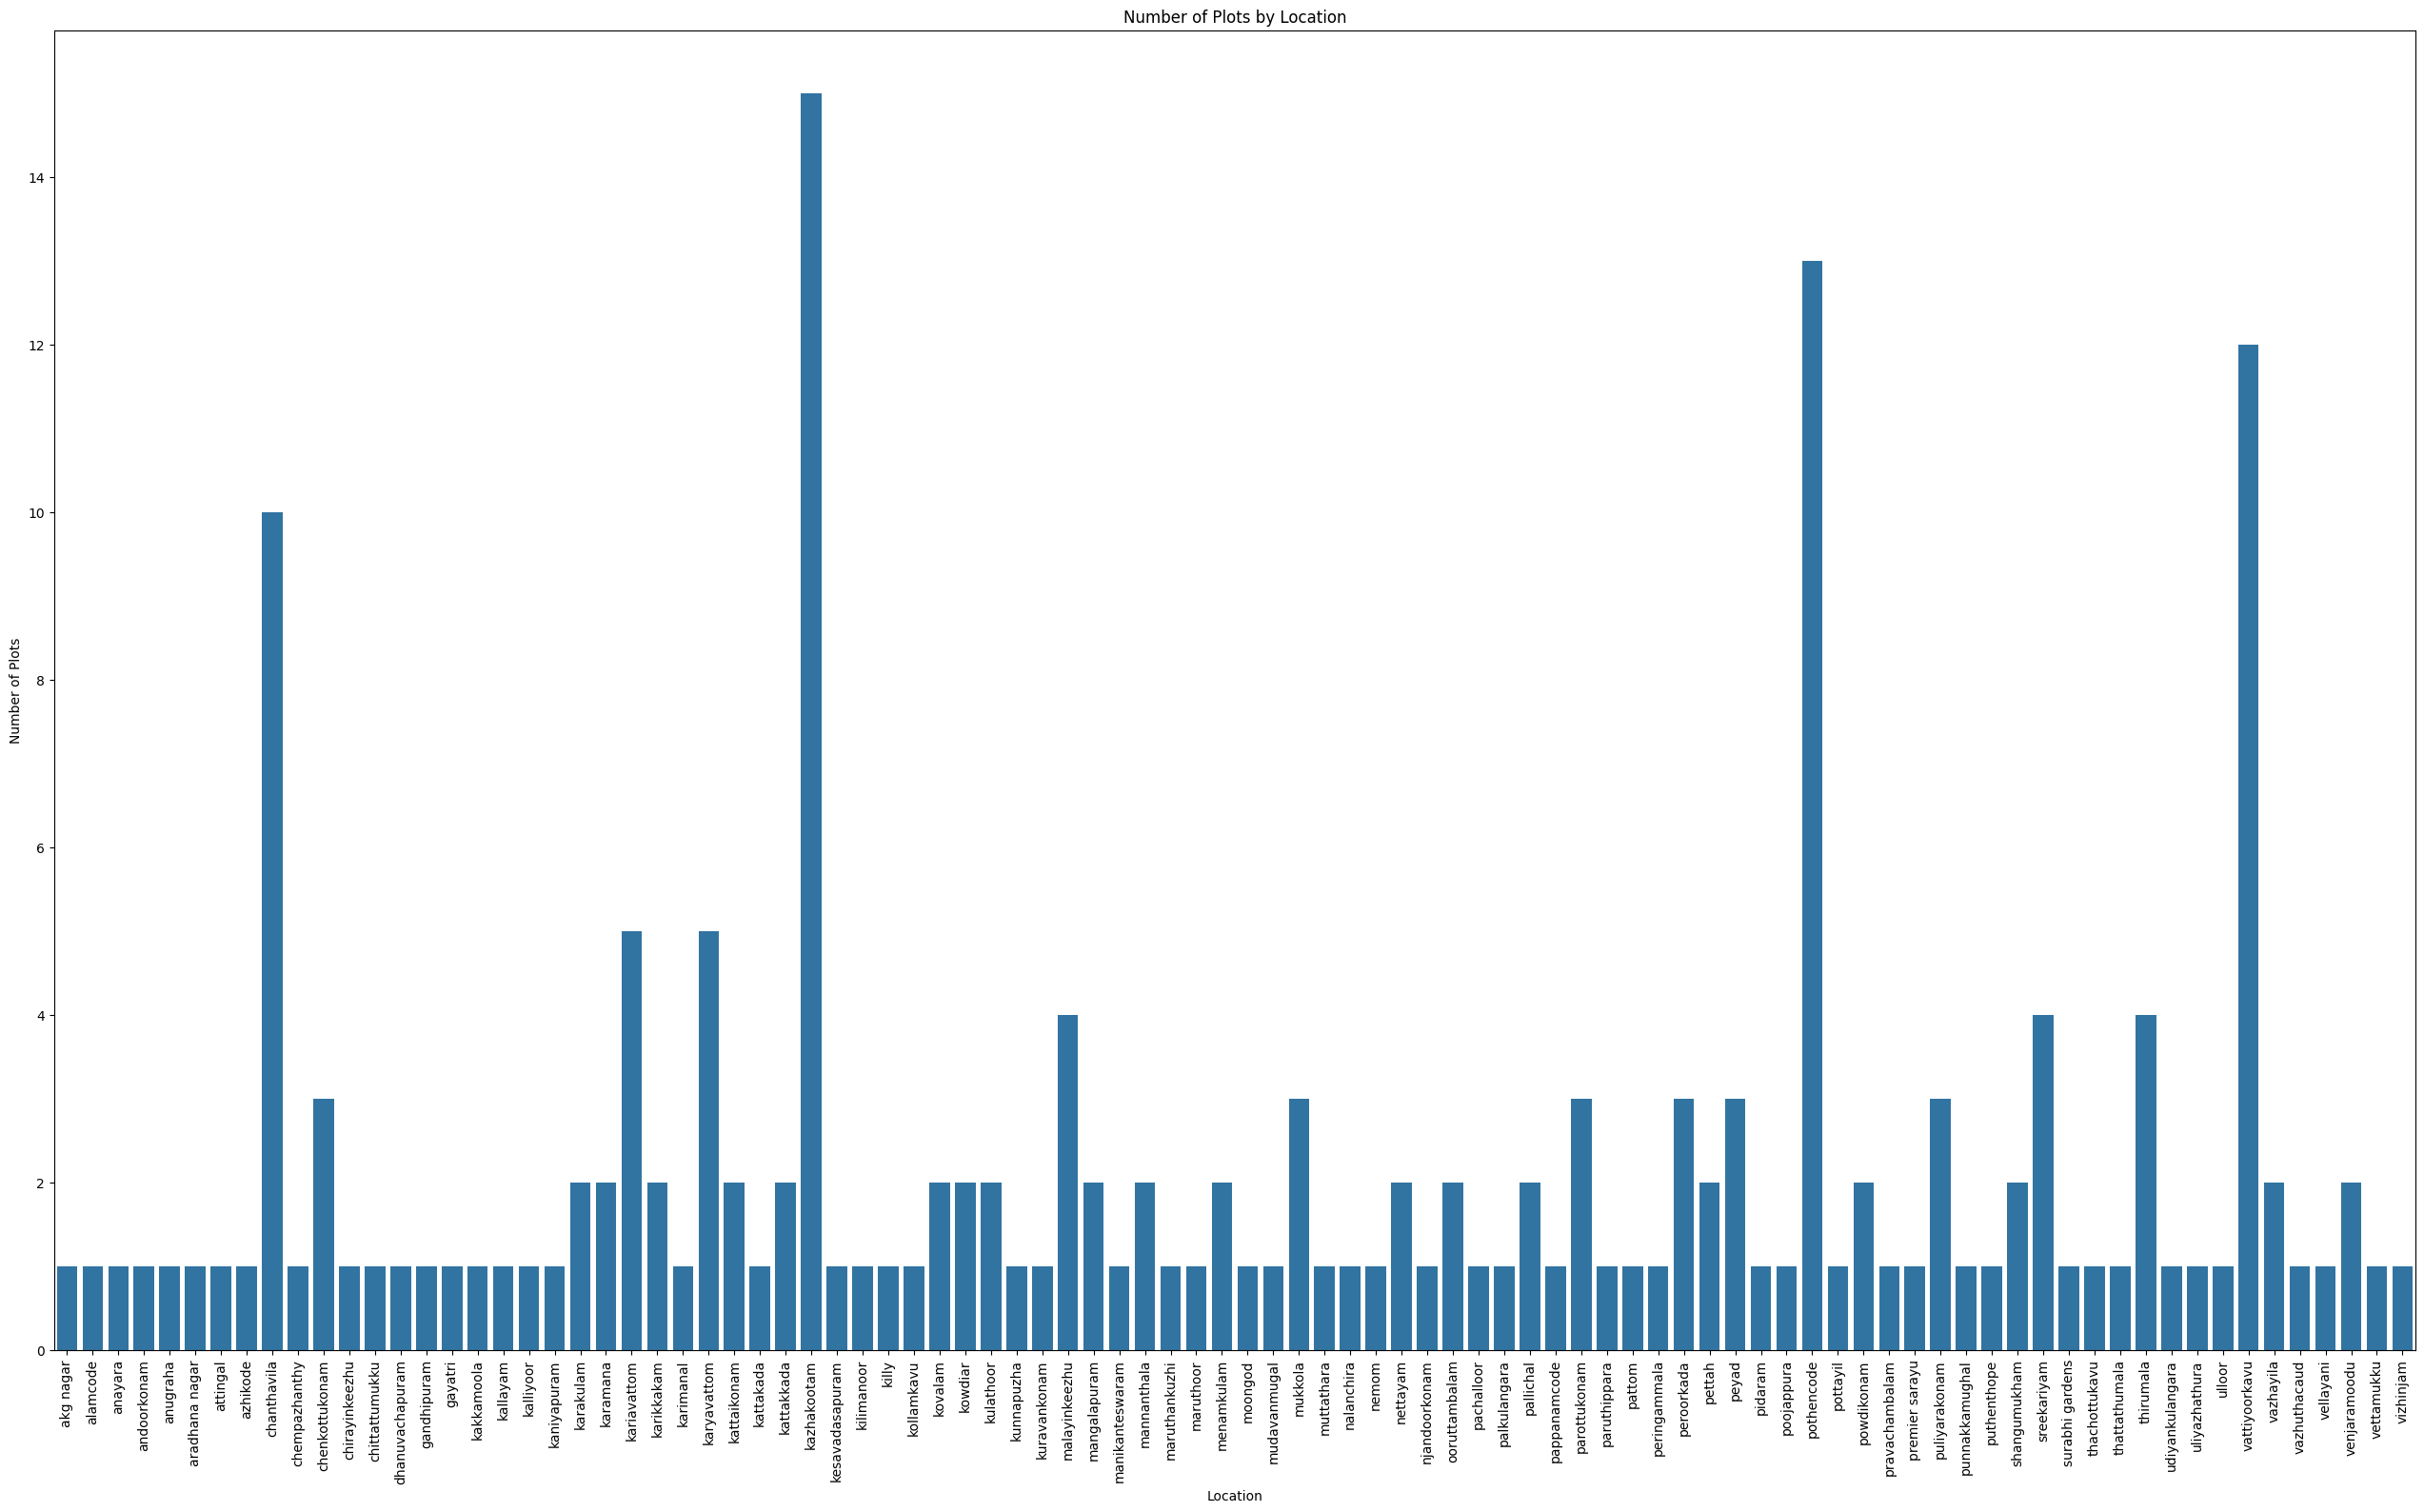 Number of Plots by Location
Number of Plots
14
12
10
8
6
4
2
0
akg nagar
alamcode
anayara
andoorkonam
anugraha
aradhana nagar
attingal
azhikode
chanthavila
chempazhanthy
chenkottukonam
chirayinkeezhu
chittattumukku
dhanuvachapuram
gandhipuram
gayatri
kakkamoola
kallayam
kalliyoor
kaniyapuram
karakulam
karamana
kariavattom
karikkakam
karimanal
karyavattom
kattaikonam
kattakada
kattakkada
kazhakootam
kesavadasapuram
kilimanoor
killy
kollamkavu
kovalam
kowdiar
kulathoor
kunnapuzha
kuravankonam
malayinkeezhu
mangalapuram
manikanteswaram
mannanthala
maruthankuzhi
maruthoor
menamkulam
moongod
mudavanmugal
mukkola
muttathara
nalanchira
nemom
nettayam
njandoorkonam
ooruttambalam
pachalloor
palkulangara
pallichal
pappanamcode
parottukonam
paruthippara
pattom
peringammala
peroorkada
pettah
peyad
pidaram
poojappura
pothencode
pottayil
powdikonam
pravachambalam
premier sarayu
puliyarakonam
punnakkamughal
puthenthope
shangumukham
sreekariyam
surabhi gardens
thachottukavu
thattathumala
thirumala
udiyankulangara
uliyazhathura
ulloor
vattiyoorkavu
vazhayila
vazhuthacaud
vellayani
venjaramoodu
vettamukku
vizhinjam
Location